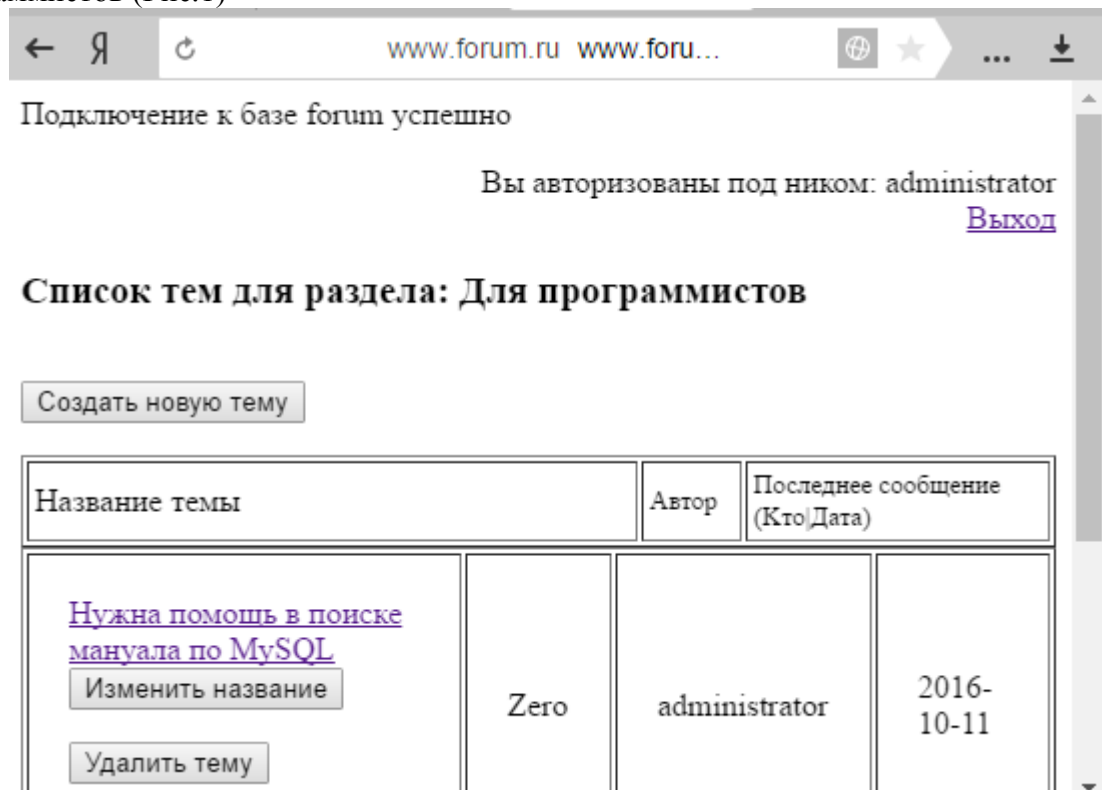 Я www.forum.ru www.foru... ...
Подключение к базе forum успешно
Вы авторизованы под ником: administrator
Выход
Список тем для раздела: Для программистов
Создать новую тему
Название темы
Автор
Последнее сообщение
(Кто|Дата)
Нужна помощь в поиске
мануала по MySQL
Изменить название
Удалить тему
Zero
administrator
2016-
10-11